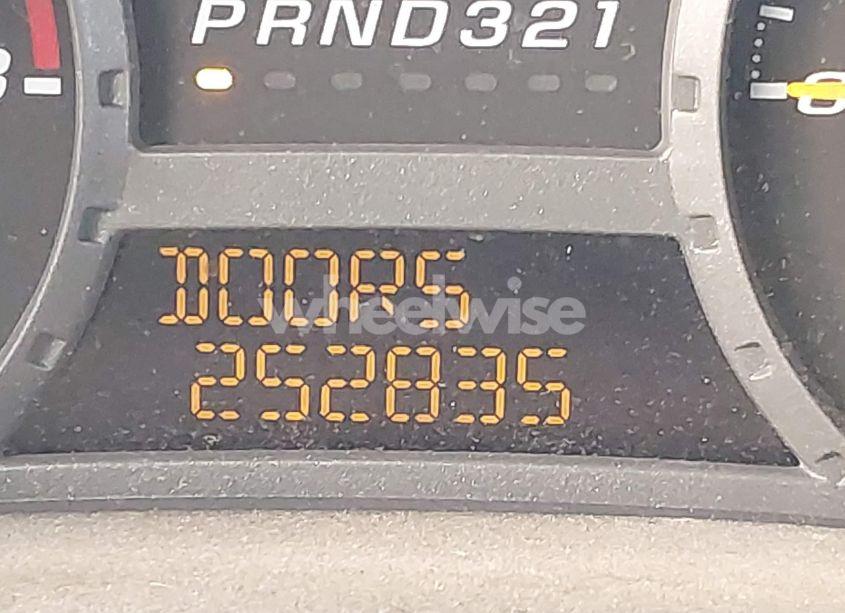 PRND321
DOORS
wheelwise
252835